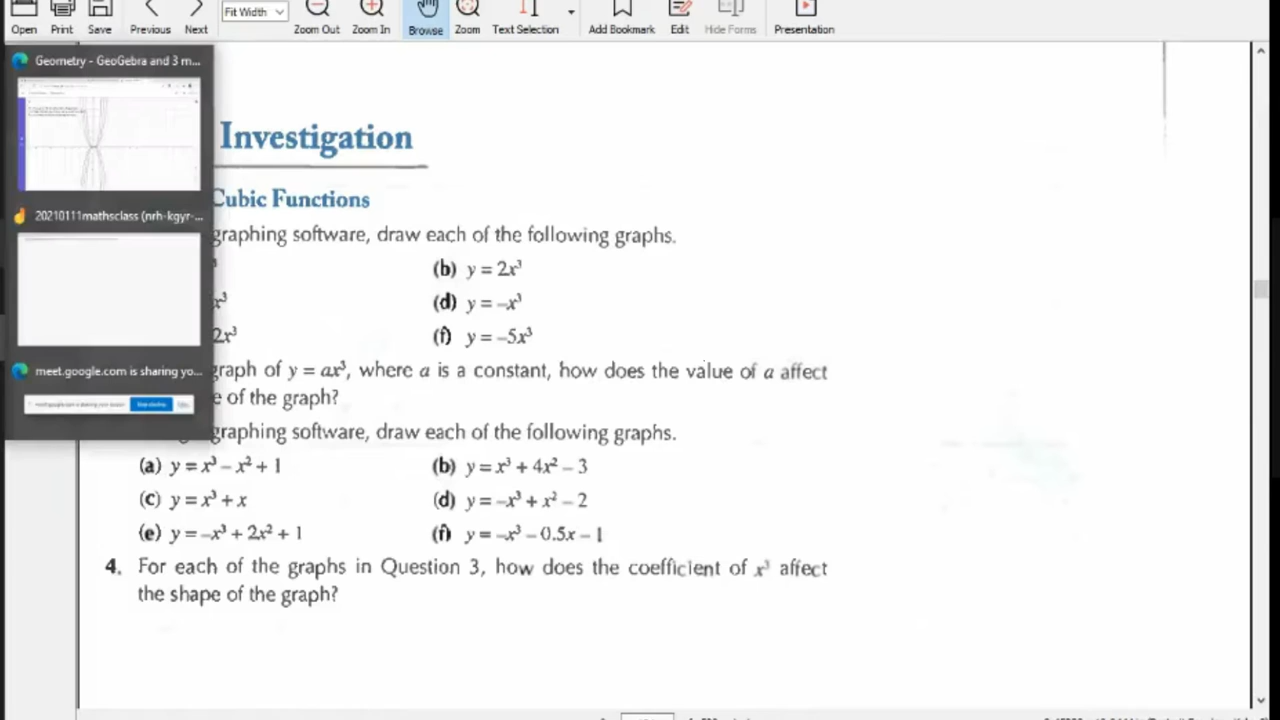 Fit Width
Open Print Save Previous Next Zoom Out Zoom In Browse Zoom Text Selection Add Bookmark Edit Hide Forms Presentation
Geometry - GeoGebra and 3 m...
20210111mathsclass (nrh-kgyr-...
meet.google.com is sharing yo...
Investigation
Cubic Functions
graphing software, draw each of the following graphs.
(b) y = 2x³
x³ (d) y = –x³
2x³ (f) y = –5x³
graph of y = ax³, where a is a constant, how does the value of a affect
e of the graph?
graphing software, draw each of the following graphs.
(a) y = x³ – x² + 1 (b) y = x³ + 4x² – 3
(c) y = x³ + x (d) y = –x³ + x² – 2
(e) y = –x³ + 2x² + 1 (f) y = –x³ – 0.5x – 1
4. For each of the graphs in Question 3, how does the coefficient of x³ affect
the shape of the graph?